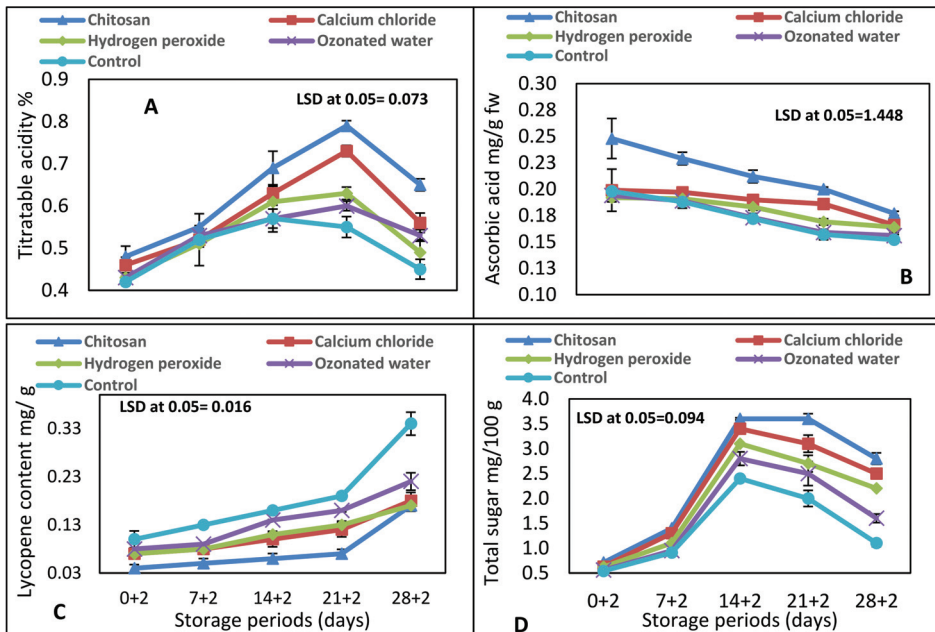 Chitosan
Calcium chloride
Hydrogen peroxide
Ozonated water
Control
Titratable acidity %
0.9
0.8
0.7
0.6
0.5
0.4
A
LSD at 0.05= 0.073
Chitosan
Calcium chloride
Hydrogen peroxide
Ozonated water
Control
Ascorbic acid mg/g fw
0.30
0.28
0.25
0.23
0.20
0.18
0.15
0.13
0.10
LSD at 0.05=1.448
B
Chitosan
Calcium chloride
Hydrogen peroxide
Ozonated water
Control
Lycopene content mg/ g
0.33
0.23
0.13
0.03
LSD at 0.05= 0.016
0+2 7+2 14+2 21+2 28+2
C
Storage periods (days)
Chitosan
Calcium chloride
Hydrogen peroxide
Ozonated water
Control
Total sugar mg/100 g
4.0
3.5
3.0
2.5
2.0
1.5
1.0
0.5
LSD at 0.05=0.094
0+2 7+2 14+2 21+2 28+2
D
Storage periods (days)